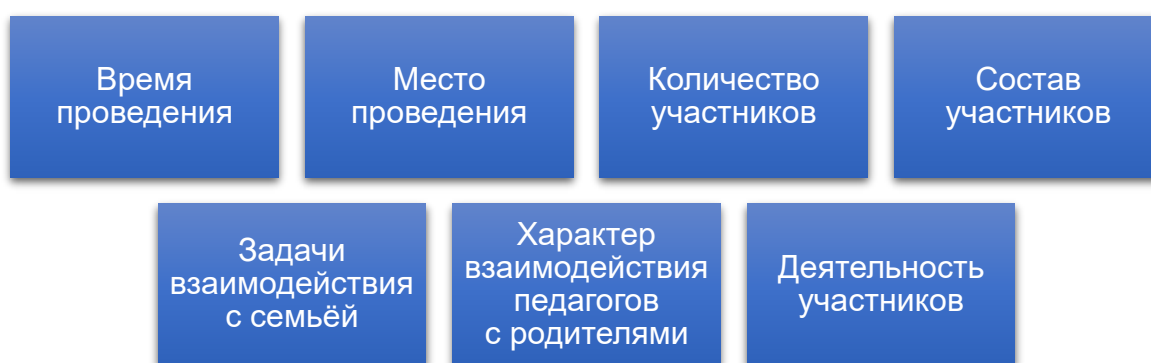 Время
проведения
Место
проведения
Количество
участников
Состав
участников
Задачи
взаимодействия
с семьёй
Характер
взаимодействия
педагогов
с родителями
Деятельность
участников